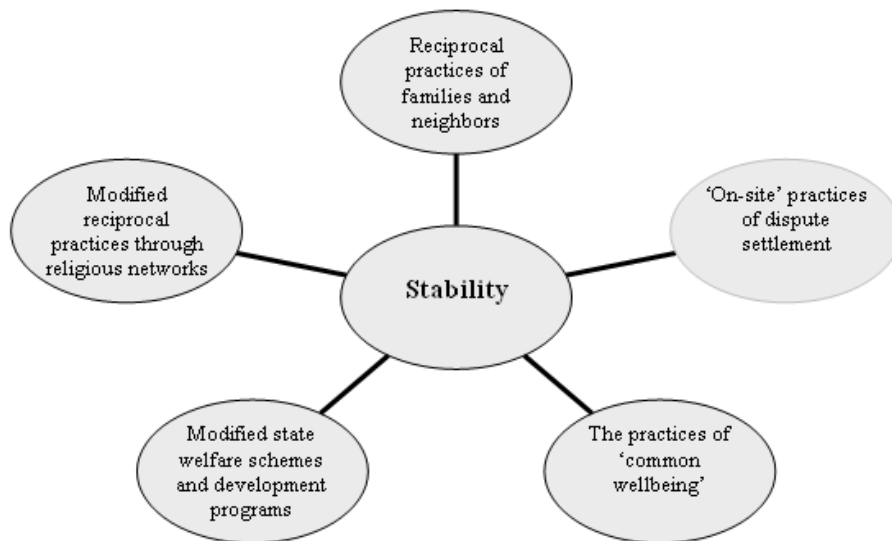 Reciprocal
practices of
families and
neighbors
Modified
reciprocal
practices through
religious networks
‘On-site’ practices
of dispute
settlement
Stability
Modified state
welfare schemes
and development
programs
The practices of
‘common
wellbeing’